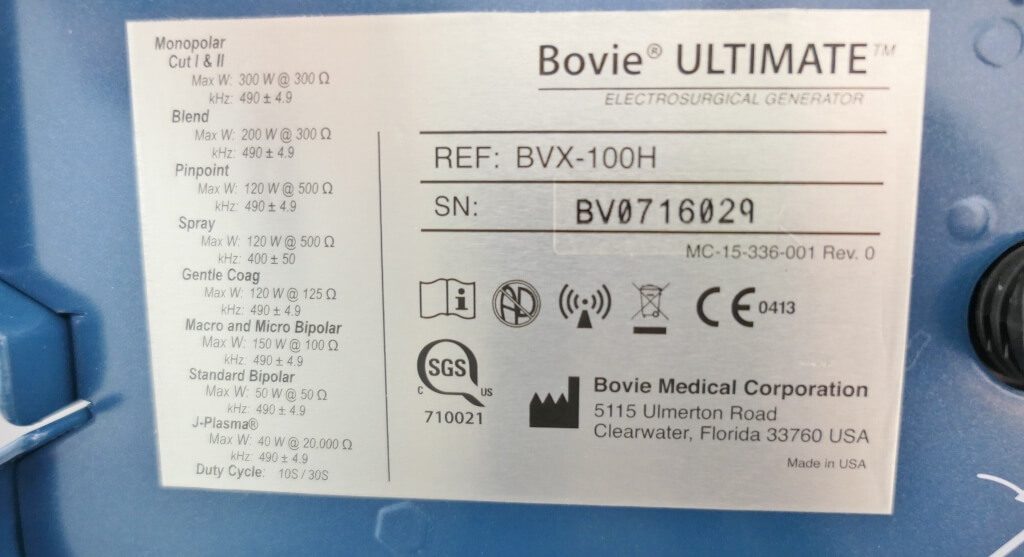 Monopolar
Cut I & II
Max W: 300 W @ 300 Ω
kHz: 490 ± 4.9
Blend
Max W: 200 W @ 300 Ω
kHz: 490 ± 4.9
Pinpoint
Max W: 120 W @ 500 Ω
kHz: 490 ± 4.9
Spray
Max W: 120 W @ 500 Ω
kHz: 400 ± 50
Gentle Coag
Max W: 120 W @ 125 Ω
kHz: 490 ± 4.9
Macro and Micro Bipolar
Max W: 150 W @ 100 Ω
kHz: 490 ± 4.9
Standard Bipolar
Max W: 50 W @ 50 Ω
kHz: 490 ± 4.9
J-Plasma®
Max W: 40 W @ 20,000 Ω
kHz: 490 ± 4.9
Duty Cycle: 10S / 30S
Bovie® ULTIMATE™
ELECTROSURGICAL GENERATOR
REF: BVX-100H
SN: BV0716029
MC-15-336-001 Rev. 0
CE 0413
SGS
C US
710021
Bovie Medical Corporation
5115 Ulmerton Road
Clearwater, Florida 33760 USA
Made in USA